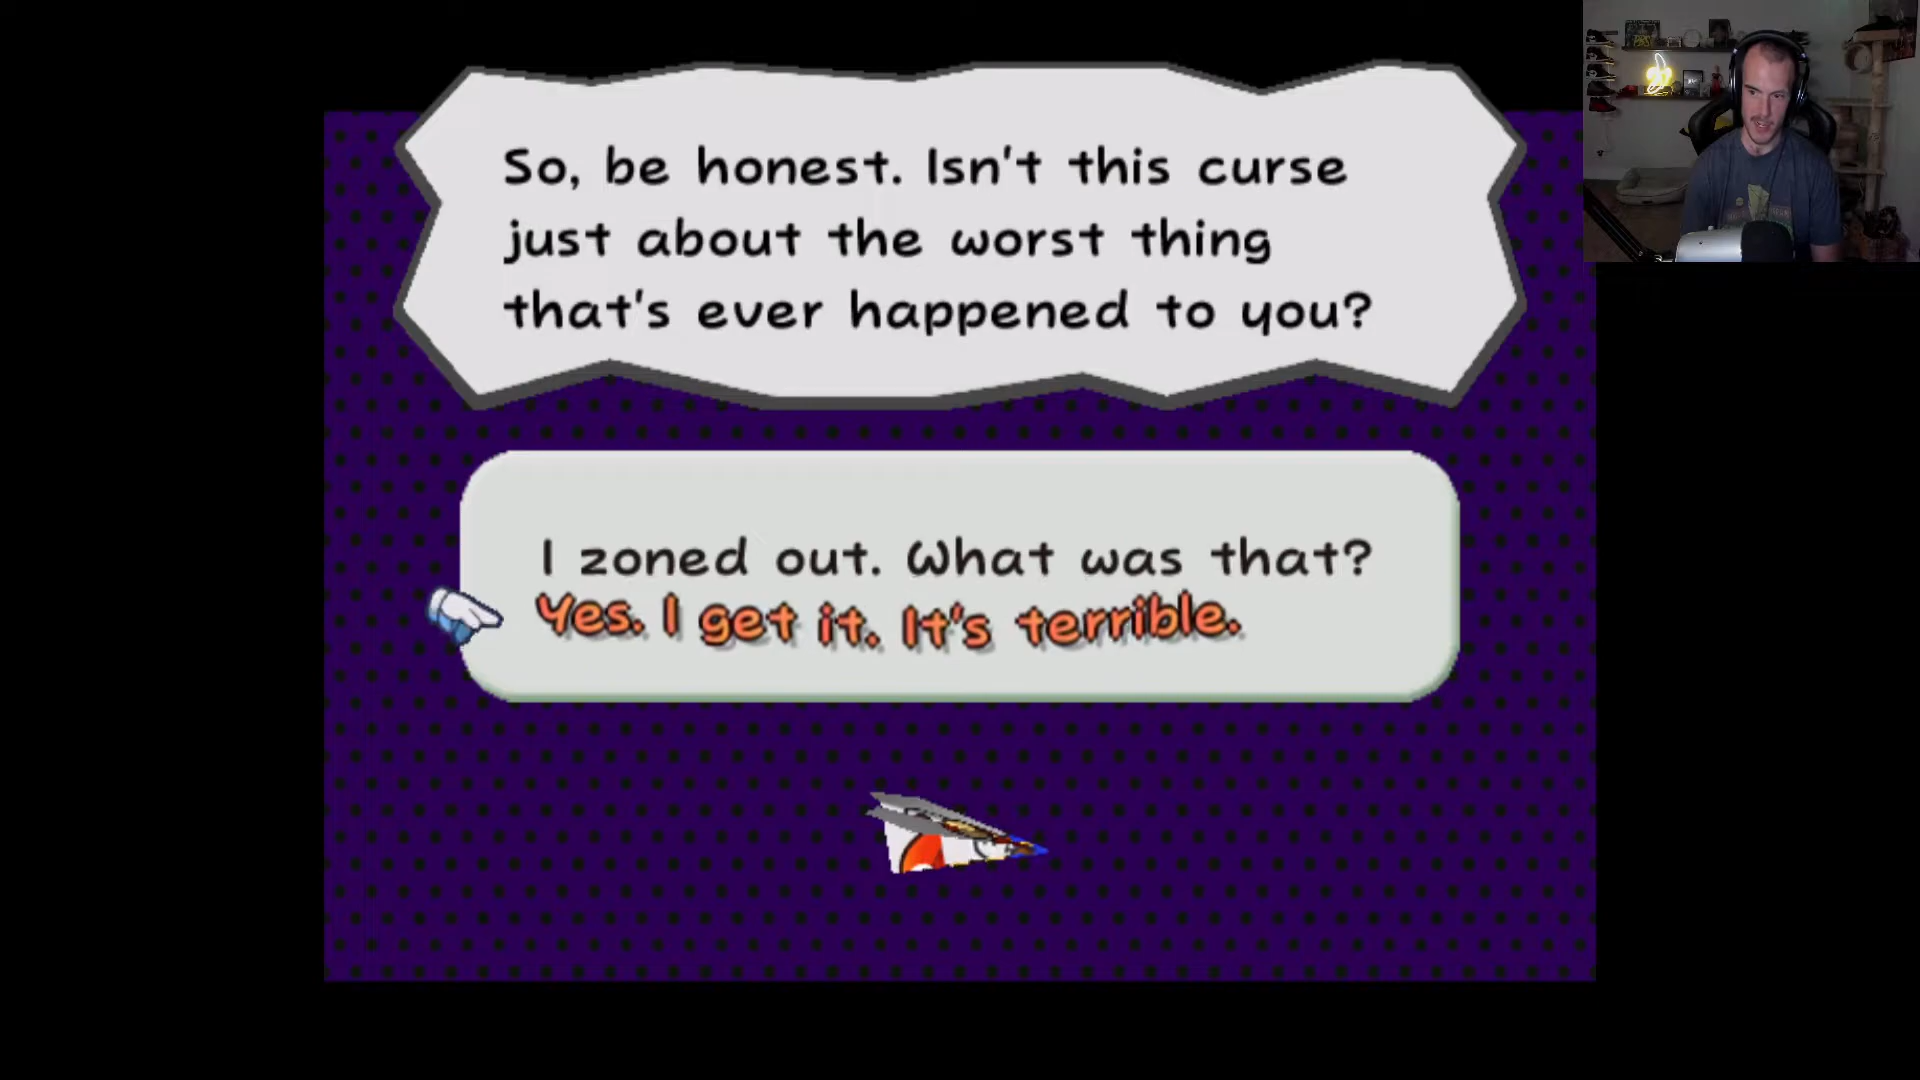 So, be honest. Isn't this curse
just about the worst thing
that's ever happened to you?
I zoned out. What was that?
Yes. I get it. It's terrible.